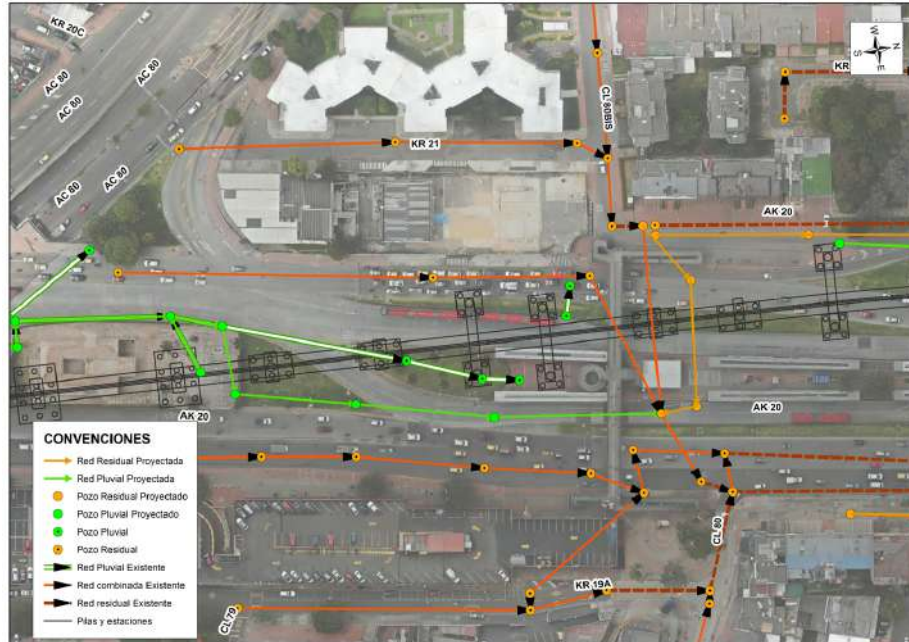 KR 20C
AC 80
AC 80
AC 80
AC 80
AC 80
AC 80
CL 80BIS
KR
N
W
S
E
KR 21
AK 20
AK 20
AK 20
CL 80
KR 19A
CL 79
CONVENCIONES
Red Residual Proyectada
Red Pluvial Proyectada
Pozo Residual Proyectado
Pozo Pluvial Proyectado
Pozo Pluvial
Pozo Residual
Red Pluvial Existente
Red combinada Existente
Red residual Existente
Pilas y estaciones